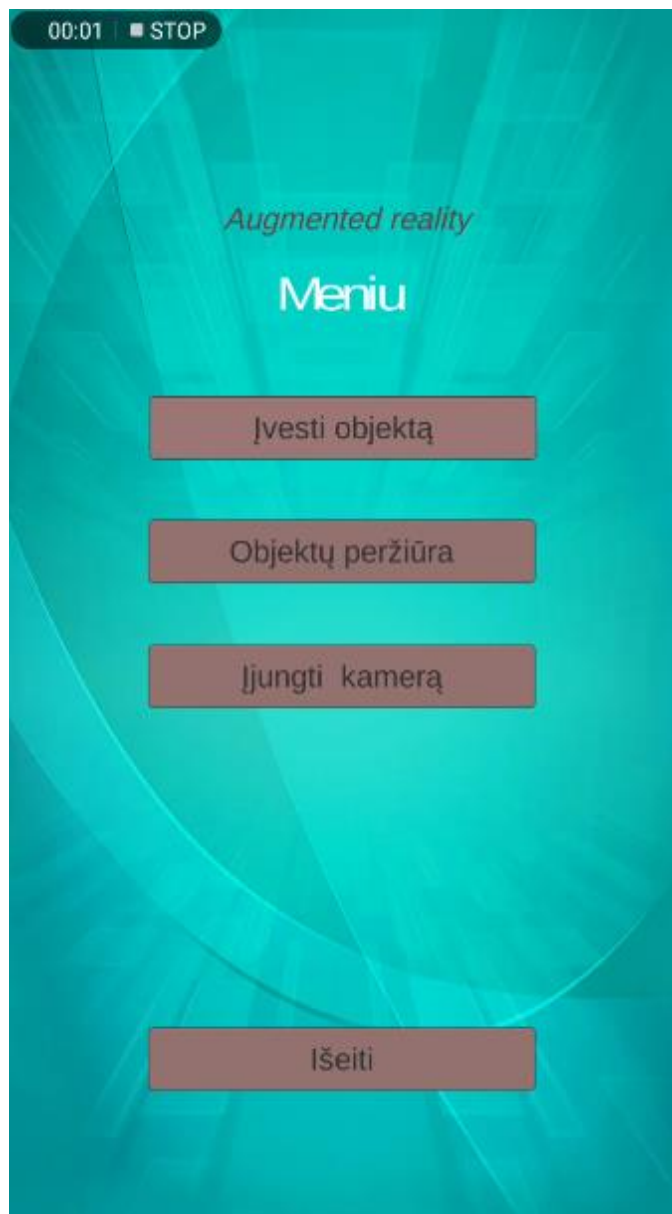 00:01 STOP
Augmented reality
Meniu
Įvesti objektą
Objektų peržiūra
Įjungti kamerą
Išeiti